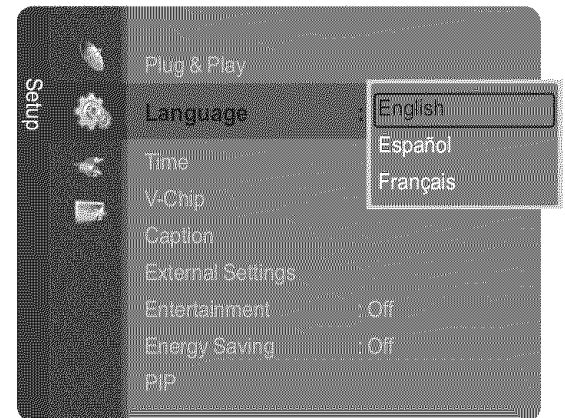 Setup
Plug & Play
Language : English
Español
Français
Time
V-Chip
Caption
External Settings
Entertainment : Off
Energy Saving : Off
PIP